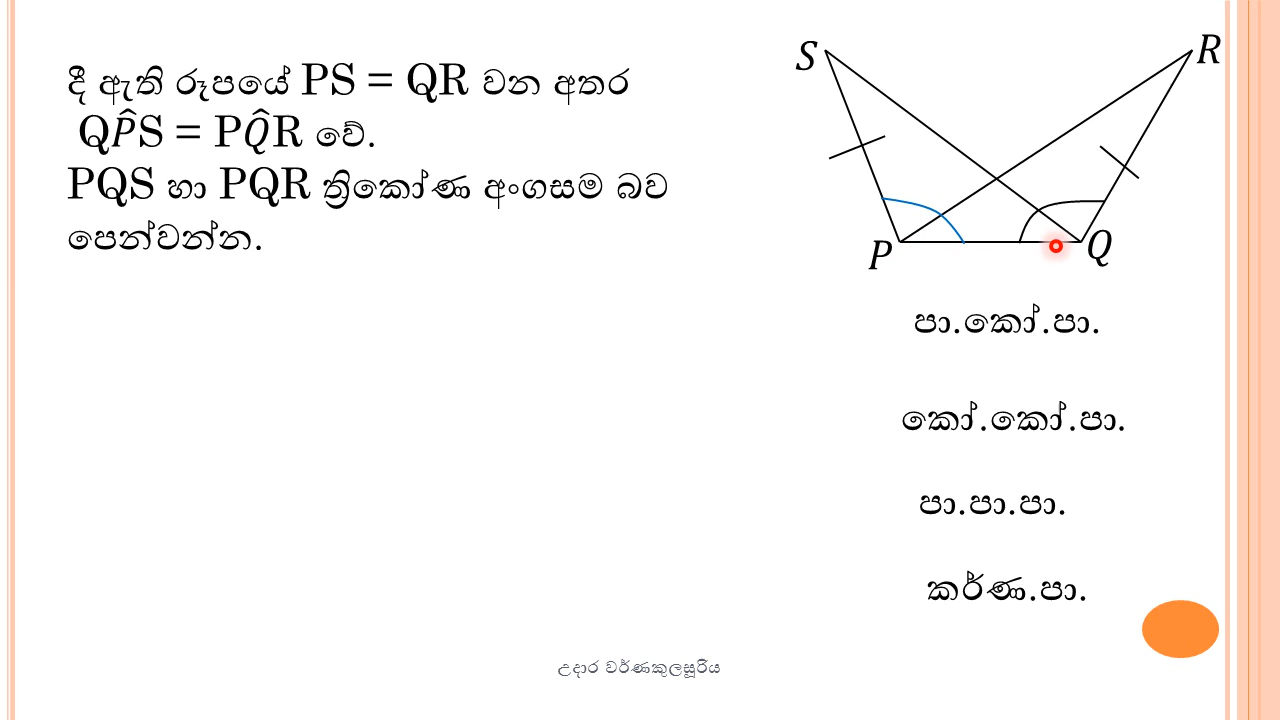 දී ඇති රූපයේ PS = QR වන අතර
QP̂S = PQ̂R වේ.
PQS හා PQR ත්‍රිකෝණ අංගසම බව
පෙන්වන්න.
S
R
P
Q
පා.කෝ.පා.
කෝ.කෝ.පා.
පා.පා.පා.
කර්ණ.පා.
උදාර වර්ණකුලසූරිය